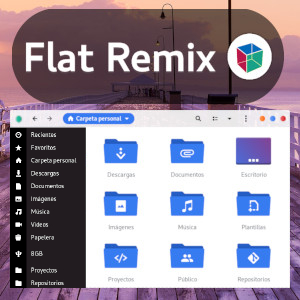 Flat Remix
Carpeta personal
Recientes
Favoritos
Carpeta personal
Descargas
Documentos
Imágenes
Música
Vídeos
Papelera
BGB
Proyectos
Repositorios
Descargas
Documentos
Escritorio
Imágenes
Música
Plantillas
Proyectos
Público
Repositorios